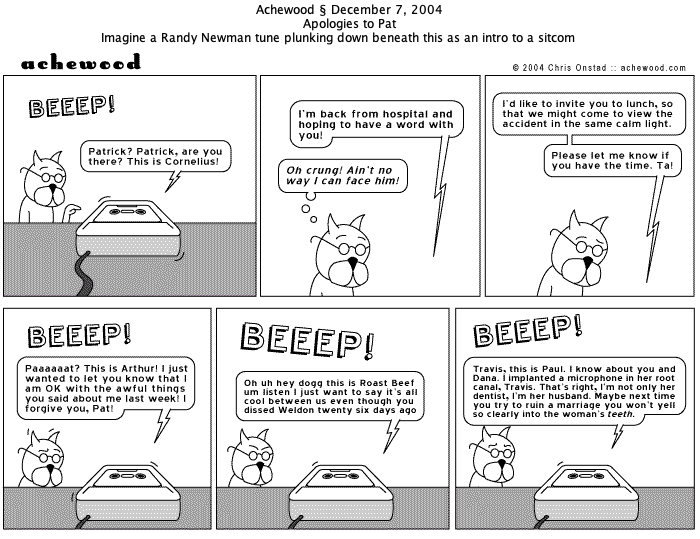 Achewood § December 7, 2004
Apologies to Pat
Imagine a Randy Newman tune plunking down beneath this as an intro to a sitcom
achewood
© 2004 Chris Onstad :: achewood.com
BEEEP!
Patrick? Patrick, are you
there? This is Cornelius!
I'm back from hospital and
hoping to have a word with
you!
Oh crung! Ain't no
way I can face him!
I'd like to invite you to lunch, so
that we might come to view the
accident in the same calm light.
Please let me know if
you have the time. Ta!
BEEEP!
Paaaaaat? This is Arthur! I just
wanted to let you know that I
am OK with the awful things
you said about me last week! I
forgive you, Pat!
BEEEP!
Oh uh hey dogg this is Roast Beef
um listen I just want to say it's all
cool between us even though you
dissed Weldon twenty six days ago
BEEEP!
Travis, this is Paul. I know about you and
Dana. I implanted a microphone in her root
canal, Travis. That's right, I'm not only her
dentist, I'm her husband. Maybe next time
you try to ruin a marriage you won't yell
so clearly into the woman's teeth.